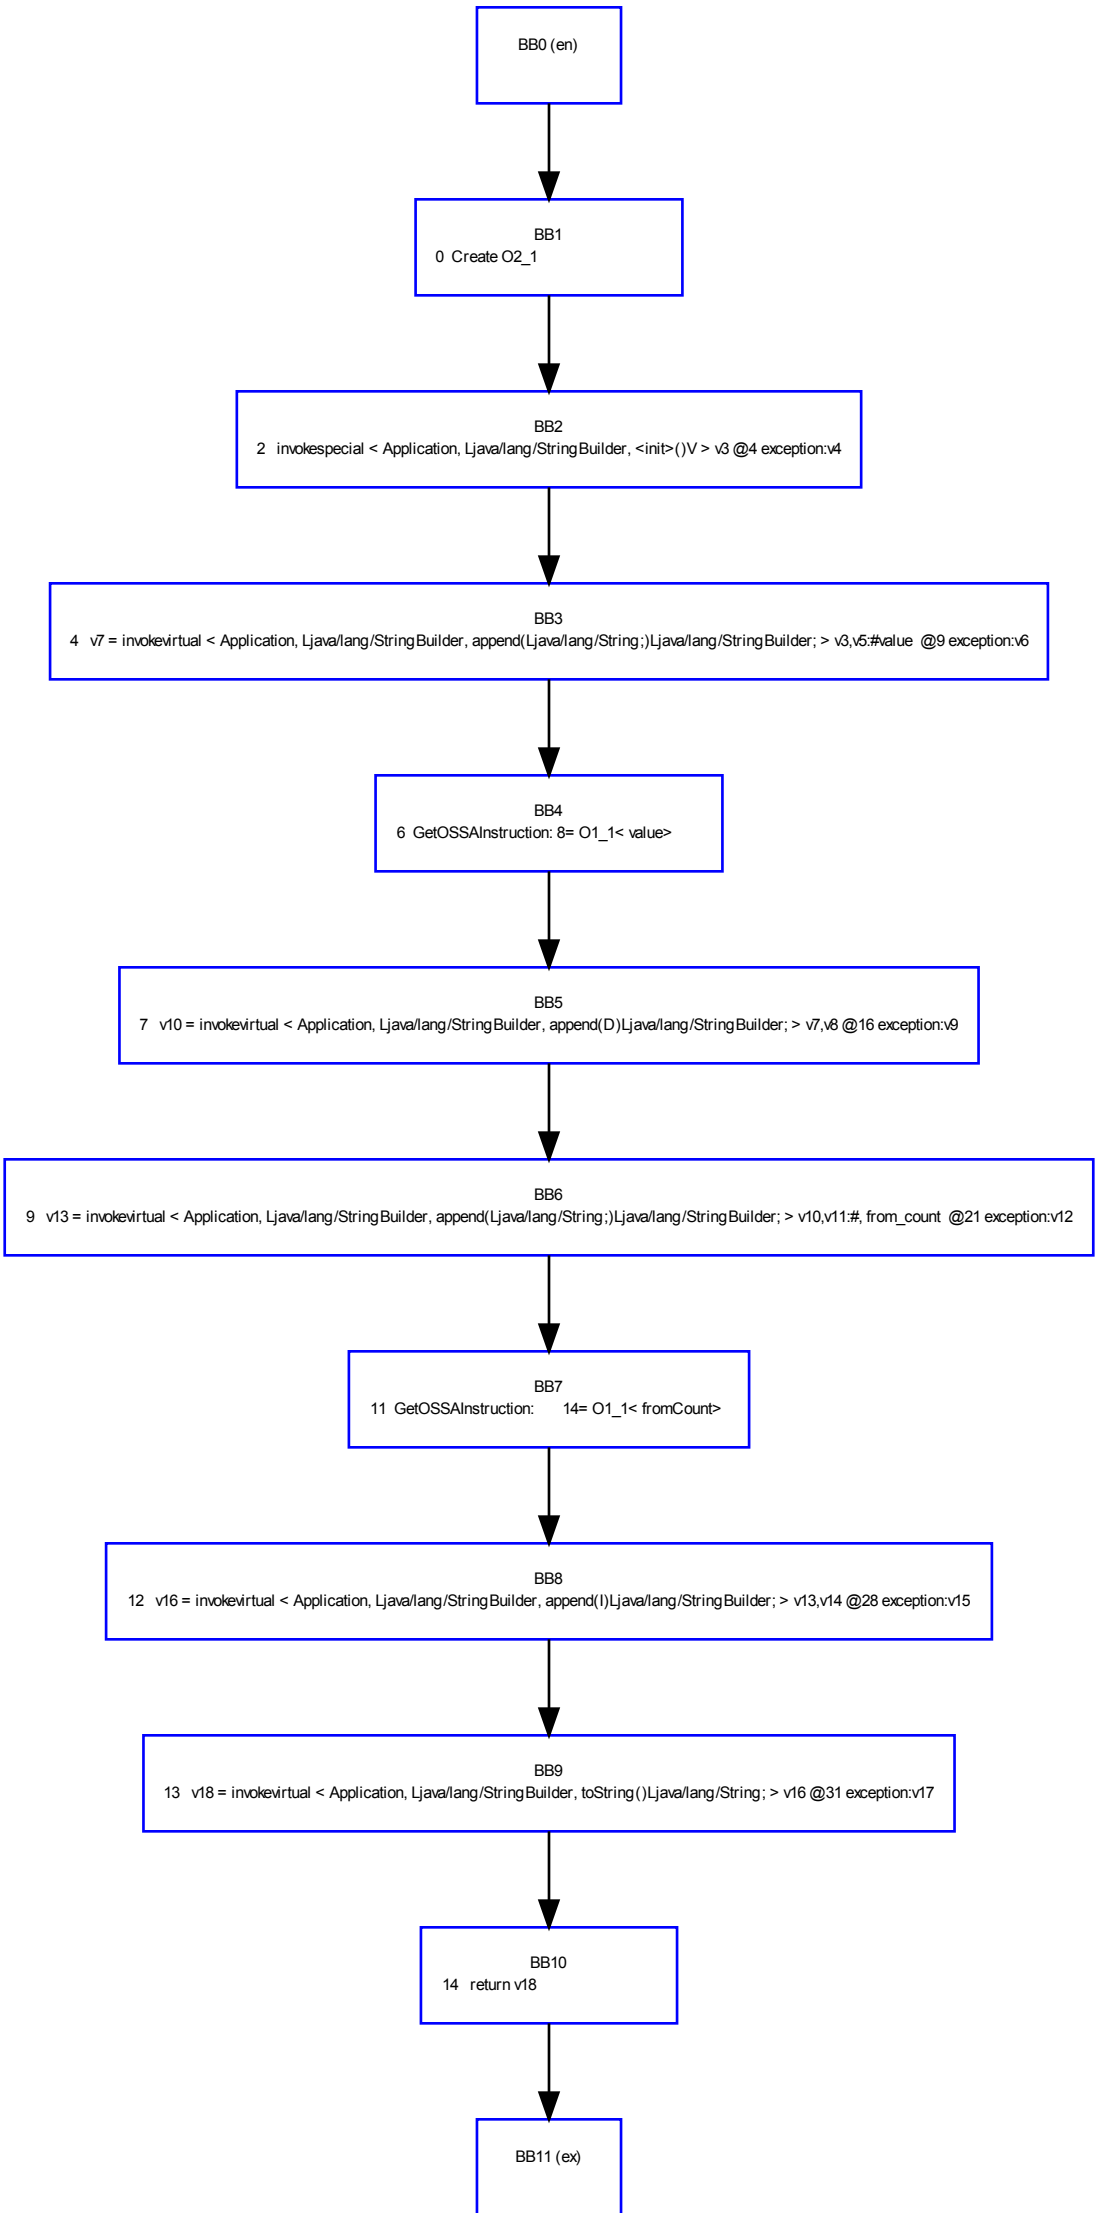 BB0 (en)
BB1
0 Create O2_1
BB2
2 invokespecial < Application, Ljava/lang/StringBuilder, <init>()V > v3 @4 exception:v4
BB3
4 v7 = invokevirtual < Application, Ljava/lang/StringBuilder, append(Ljava/lang/String;)Ljava/lang/StringBuilder; > v3,v5:#value @9 exception:v6
BB4
6 GetOSSAInstruction: 8= O1_1< value>
BB5
7 v10 = invokevirtual < Application, Ljava/lang/StringBuilder, append(D)Ljava/lang/StringBuilder; > v7,v8 @16 exception:v9
BB6
9 v13 = invokevirtual < Application, Ljava/lang/StringBuilder, append(Ljava/lang/String;)Ljava/lang/StringBuilder; > v10,v11:#, from_count @21 exception:v12
BB7
11 GetOSSAInstruction: 14= O1_1< fromCount>
BB8
12 v16 = invokevirtual < Application, Ljava/lang/StringBuilder, append(I)Ljava/lang/StringBuilder; > v13,v14 @28 exception:v15
BB9
13 v18 = invokevirtual < Application, Ljava/lang/StringBuilder, toString()Ljava/lang/String; > v16 @31 exception:v17
BB10
14 return v18
BB11 (ex)